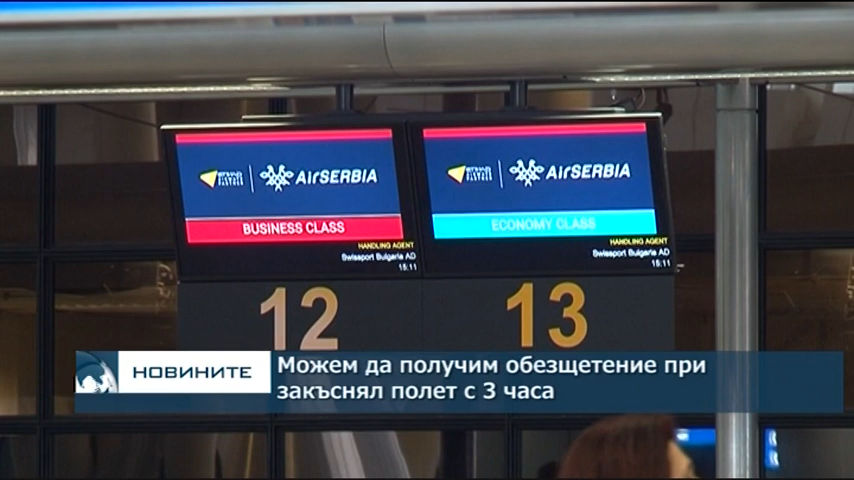 AirSERBIA
BUSINESS CLASS
HANDLING AGENT
Swissport Bulgaria AD
15:11
AirSERBIA
ECONOMY CLASS
HANDLING AGENT
Swissport Bulgaria AD
15:11
12
13
НОВИНИТЕ
Можем да получим обезщетение при
закъснял полет с 3 часа